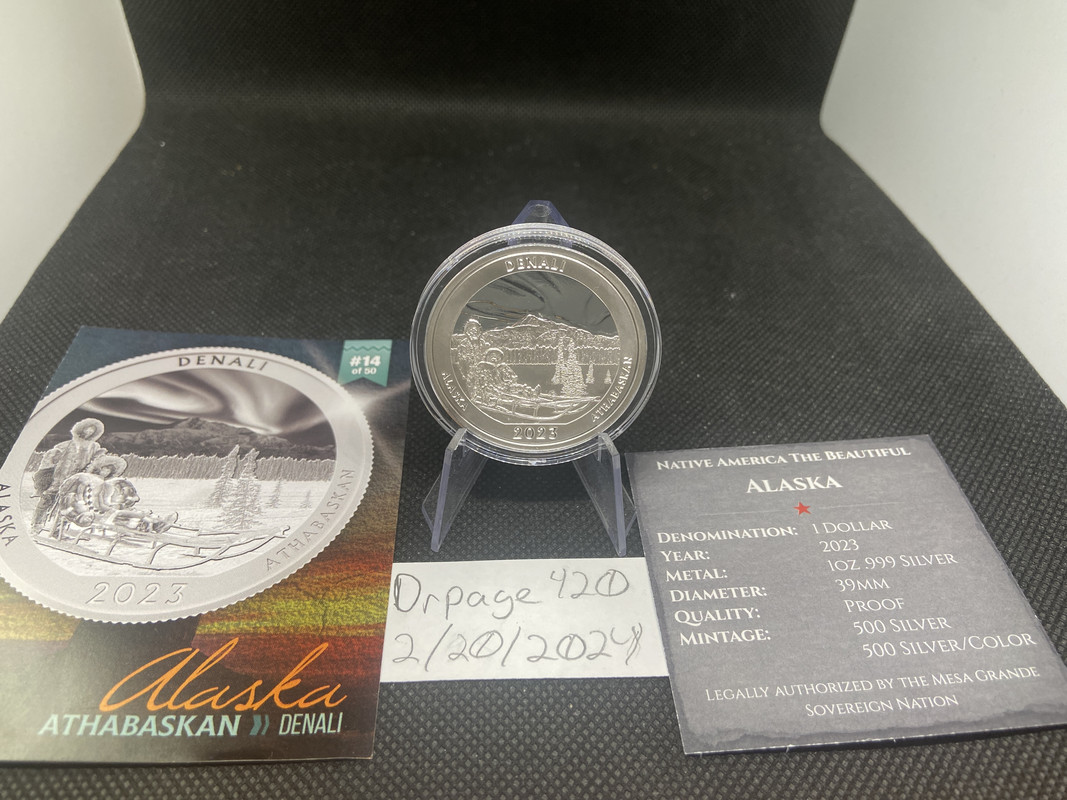 #14
of 50
DENALI
ALASKA
ATHABASKAN
2023
Alaska
ATHABASKAN » DENALI
DENALI
ALASKA
ATHABASKAN
2023
Drpage 420
2/20/2024
NATIVE AMERICA THE BEAUTIFUL
ALASKA
DENOMINATION: 1 DOLLAR
YEAR: 2023
METAL: 1OZ .999 SILVER
DIAMETER: 39MM
QUALITY: PROOF
MINTAGE: 500 SILVER
500 SILVER/COLOR
LEGALLY AUTHORIZED BY THE MESA GRANDE
SOVEREIGN NATION